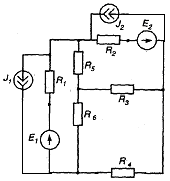 J₂
R₂ E₂
J₁ R₁ R₅
R₃
R₆
E₁
R₄